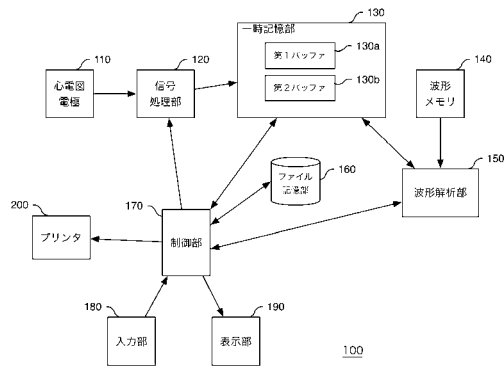 130
一時記憶部
110
120
第1バッファ
130a
140
心電図
電極
信号
処理部
第2バッファ
130b
波形
メモリ
150
160
ファイル
記憶部
波形解析部
170
200
プリンタ
制御部
180
190
入力部
表示部
100